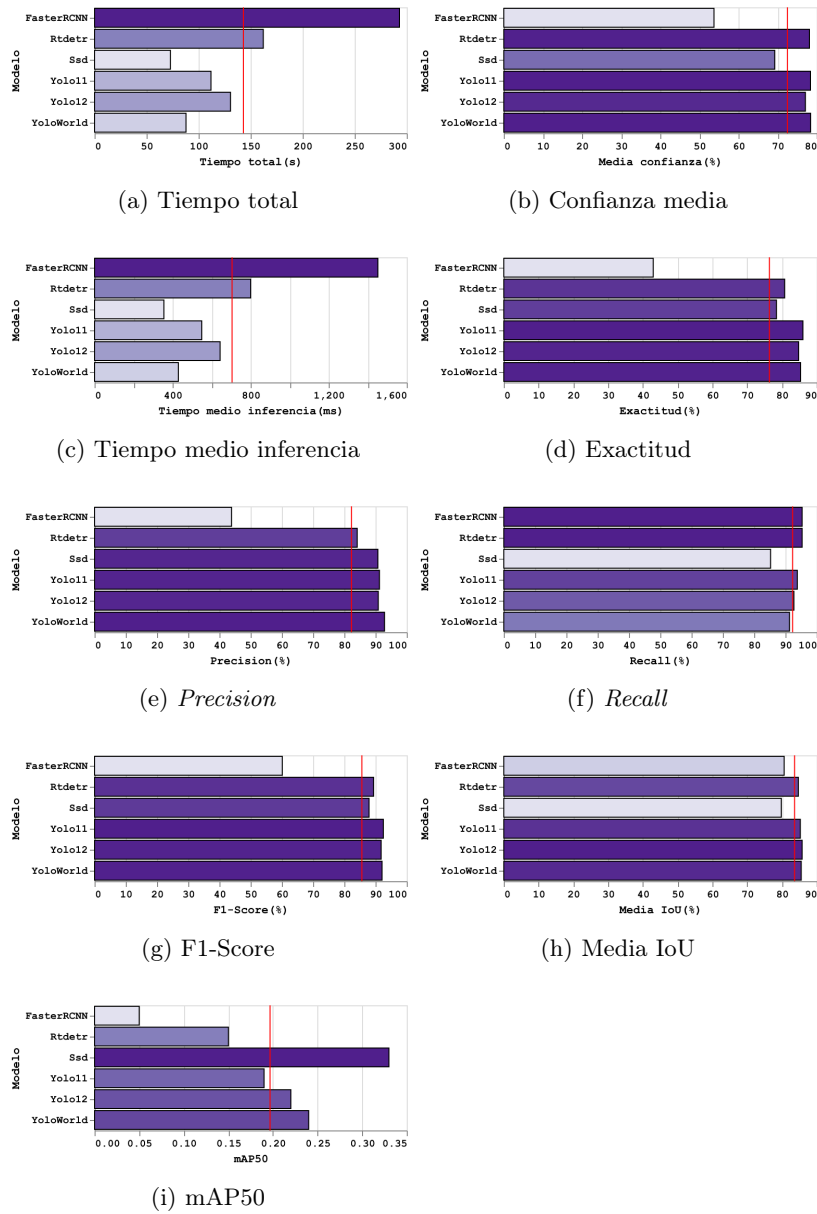 Modelo
FasterRCNN
Rtdetr
Ssd
Yolo11
Yolo12
YoloWorld
0 50 100 150 200 250 300
Tiempo total(s)
(a) Tiempo total
Modelo
FasterRCNN
Rtdetr
Ssd
Yolo11
Yolo12
YoloWorld
0 10 20 30 40 50 60 70 80
Media confianza(%)
(b) Confianza media
Modelo
FasterRCNN
Rtdetr
Ssd
Yolo11
Yolo12
YoloWorld
0 400 800 1,200 1,600
Tiempo medio inferencia(ms)
(c) Tiempo medio inferencia
Modelo
FasterRCNN
Rtdetr
Ssd
Yolo11
Yolo12
YoloWorld
0 10 20 30 40 50 60 70 80 90
Exactitud(%)
(d) Exactitud
Modelo
FasterRCNN
Rtdetr
Ssd
Yolo11
Yolo12
YoloWorld
0 10 20 30 40 50 60 70 80 90 100
Precision(%)
(e) Precision
Modelo
FasterRCNN
Rtdetr
Ssd
Yolo11
Yolo12
YoloWorld
0 10 20 30 40 50 60 70 80 90 100
Recall(%)
(f) Recall
Modelo
FasterRCNN
Rtdetr
Ssd
Yolo11
Yolo12
YoloWorld
0 10 20 30 40 50 60 70 80 90 100
F1-Score(%)
(g) F1-Score
Modelo
FasterRCNN
Rtdetr
Ssd
Yolo11
Yolo12
YoloWorld
0 10 20 30 40 50 60 70 80 90
Media IoU(%)
(h) Media IoU
Modelo
FasterRCNN
Rtdetr
Ssd
Yolo11
Yolo12
YoloWorld
0.00 0.05 0.10 0.15 0.20 0.25 0.30 0.35
mAP50
(i) mAP50